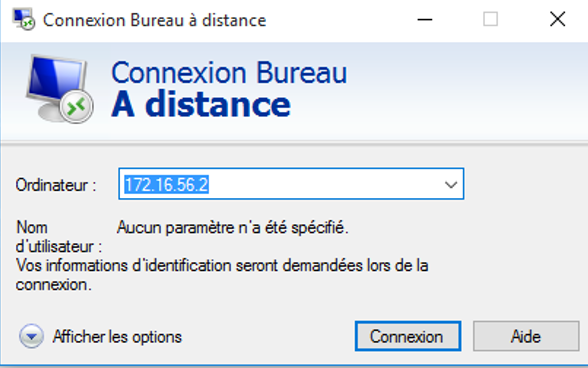 Connexion Bureau à distance
Connexion Bureau
A distance
Ordinateur :
172.16.56.2
Nom
d'utilisateur :
Aucun paramètre n'a été spécifié.
Vos informations d'identification seront demandées lors de la
connexion.
Afficher les options
Connexion
Aide